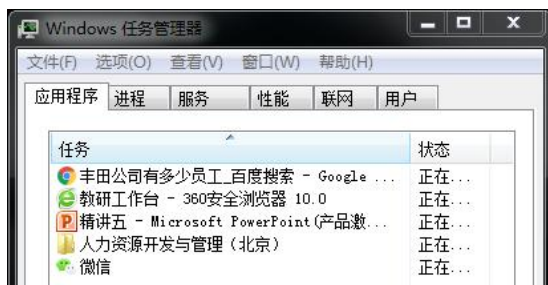 Windows 任务管理器
文件(F) 选项(O) 查看(V) 窗口(W) 帮助(H)
应用程序 进程 服务 性能 联网 用户
任务 状态
丰田公司有多少员工_百度搜索 - Google ... 正在...
教研工作台 - 360安全浏览器 10.0 正在...
精讲五 - Microsoft PowerPoint(产品激... 正在...
人力资源开发与管理（北京） 正在...
微信 正在...